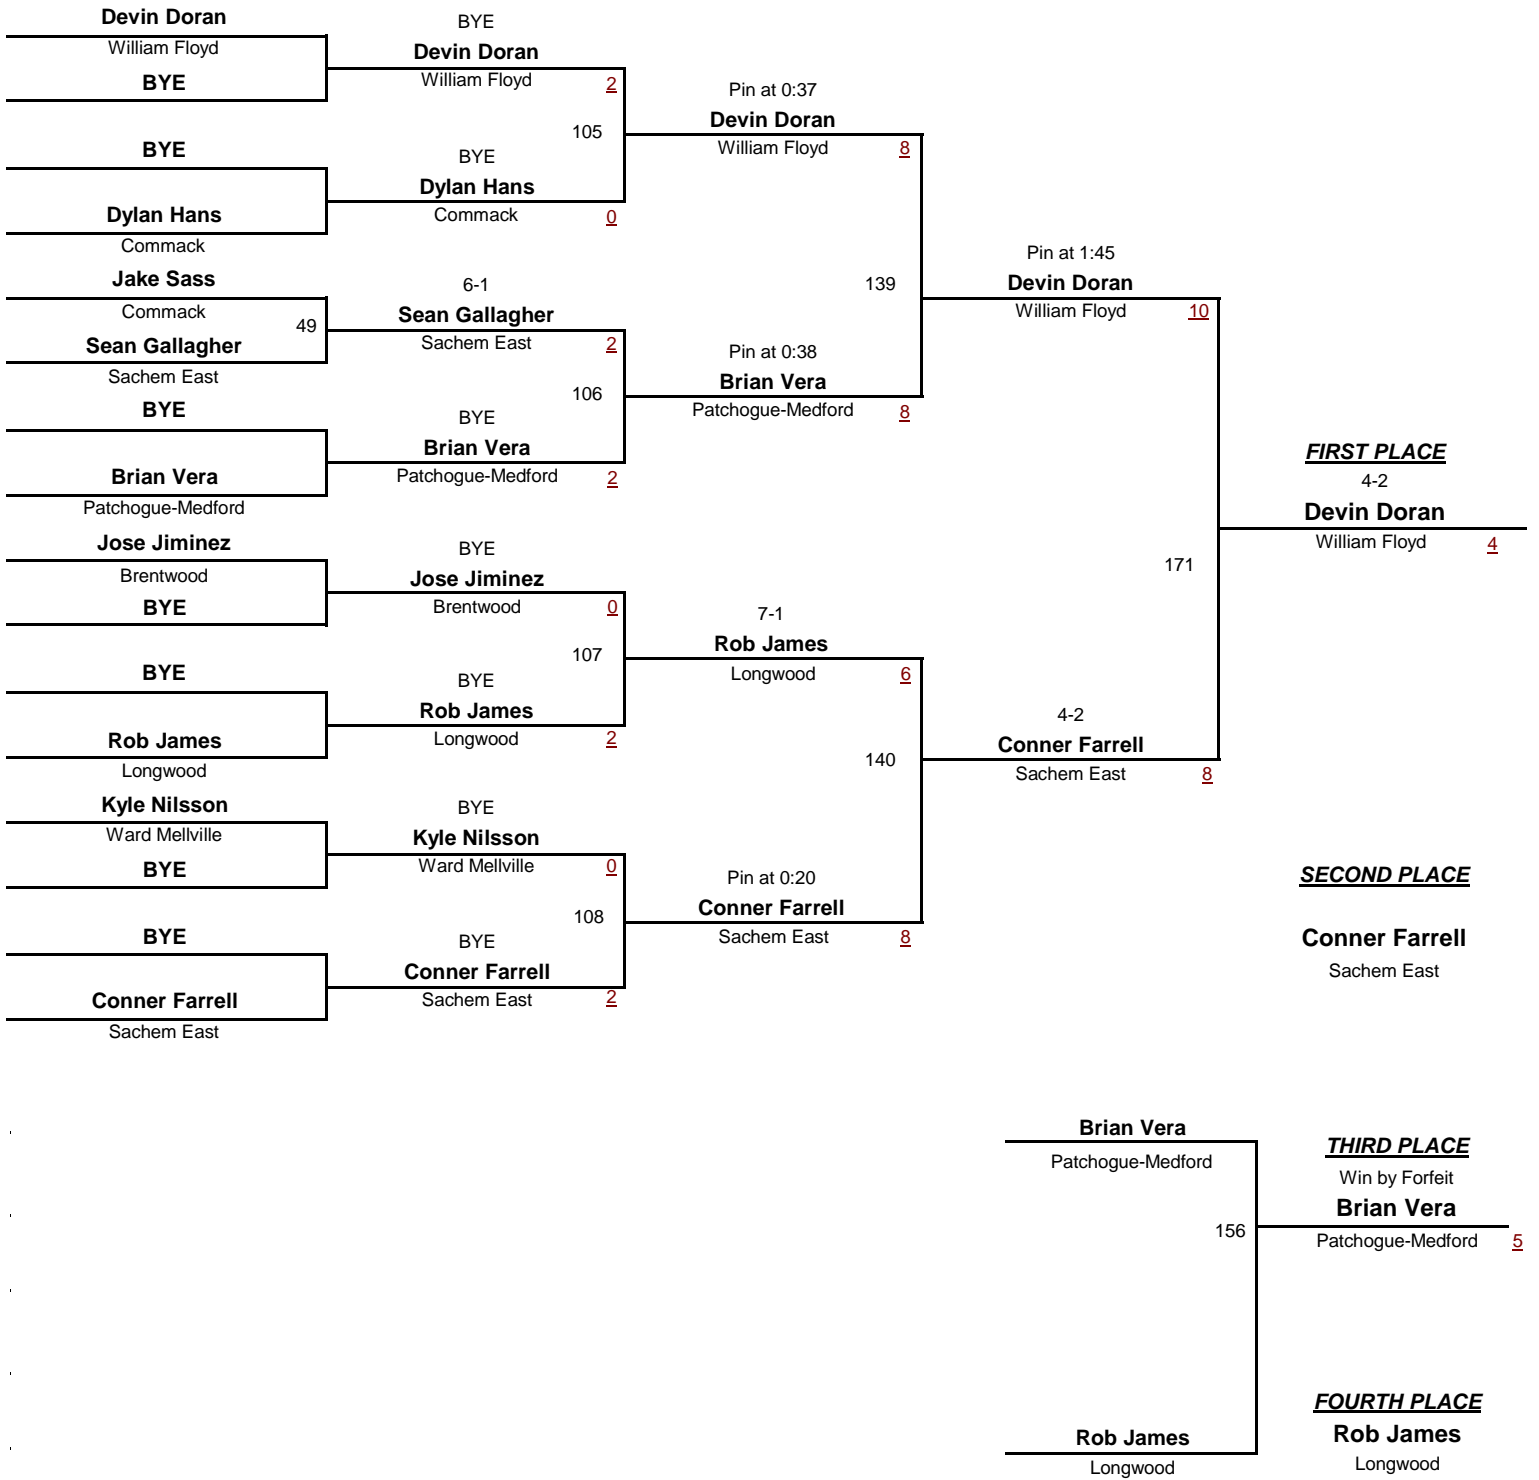 Devin Doran
William Floyd
BYE
BYE
Dylan Hans
Commack
Jake Sass
Commack
49
Sean Gallagher
Sachem East
BYE
Brian Vera
Patchogue-Medford
Jose Jiminez
Brentwood
BYE
BYE
Rob James
Longwood
Kyle Nilsson
Ward Mellville
BYE
BYE
Conner Farrell
Sachem East
BYE
Devin Doran
William Floyd 2
105
BYE
Dylan Hans
Commack 0
6-1
Sean Gallagher
Sachem East 2
106
BYE
Brian Vera
Patchogue-Medford 2
BYE
Jose Jiminez
Brentwood 0
107
BYE
Rob James
Longwood 2
BYE
Kyle Nilsson
Ward Mellville 0
108
BYE
Conner Farrell
Sachem East 2
Pin at 0:37
Devin Doran
William Floyd 8
139
Pin at 0:38
Brian Vera
Patchogue-Medford 8
7-1
Rob James
Longwood 6
140
Pin at 0:20
Conner Farrell
Sachem East 8
Pin at 1:45
Devin Doran
William Floyd 10
171
4-2
Conner Farrell
Sachem East 8
FIRST PLACE
4-2
Devin Doran
William Floyd 4
SECOND PLACE
Conner Farrell
Sachem East
Brian Vera
Patchogue-Medford
156
Rob James
Longwood
THIRD PLACE
Win by Forfeit
Brian Vera
Patchogue-Medford 5
FOURTH PLACE
Rob James
Longwood